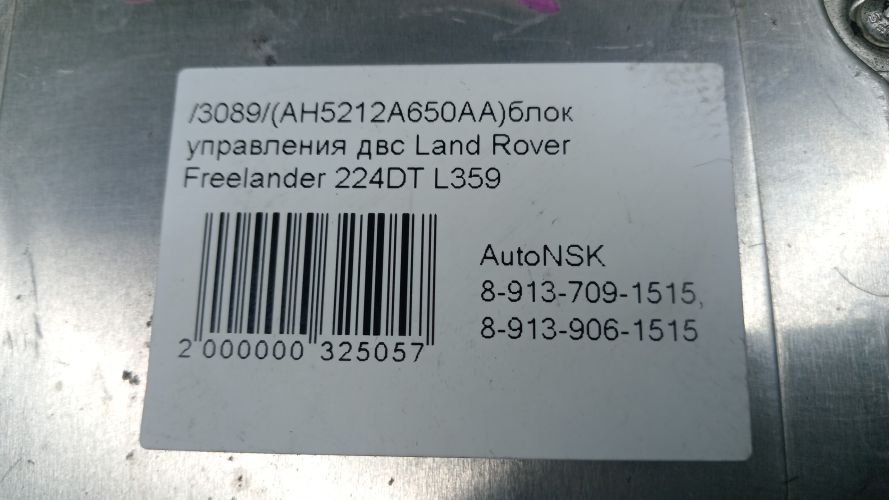 /3089/(AH5212A650AA)блок
управления двс Land Rover
Freelander 224DT L359
AutoNSK
8-913-709-1515,
8-913-906-1515
2 000000 325057